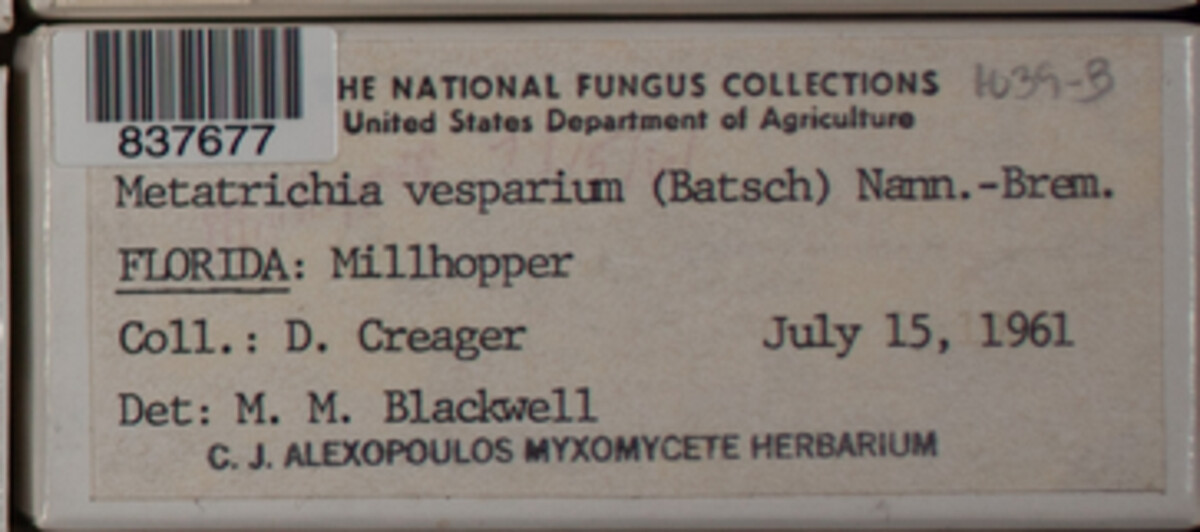 837677
HE NATIONAL FUNGUS COLLECTIONS 1039-B
United States Department of Agriculture
Metatrichia vesparium (Batsch) Nann.-Brem.
FLORIDA: Millhopper
Coll.: D. Creager July 15, 1961
Det: M. M. Blackwell
C. J. ALEXOPOULOS MYXOMYCETE HERBARIUM